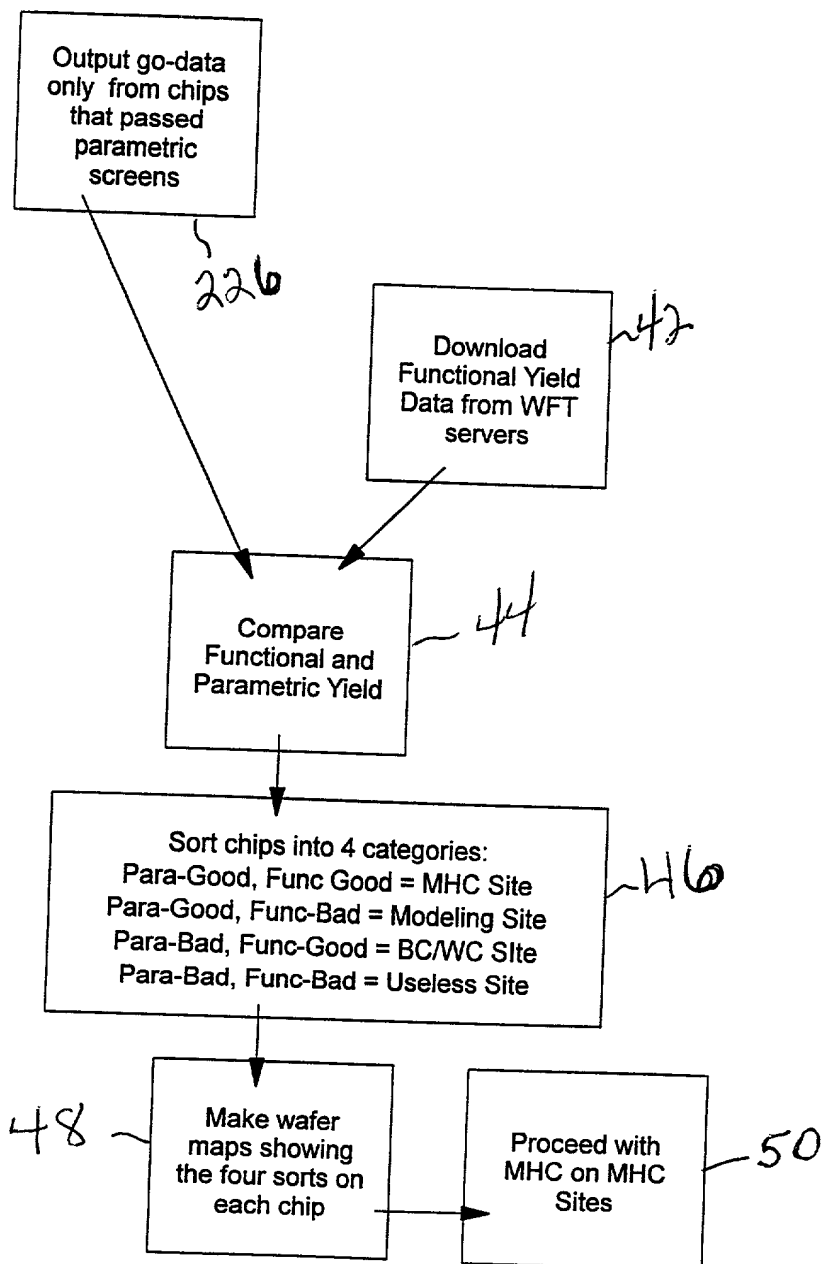 Output go-data
only from chips
that passed
parametric
screens
226
Download
Functional Yield
Data from WFT
servers
42
Compare
Functional and
Parametric Yield
44
Sort chips into 4 categories:
Para-Good, Func Good = MHC Site
Para-Good, Func-Bad = Modeling Site
Para-Bad, Func-Good = BC/WC SIte
Para-Bad, Func-Bad = Useless Site
46
48
Make wafer
maps showing
the four sorts on
each chip
Proceed with
MHC on MHC
Sites
50